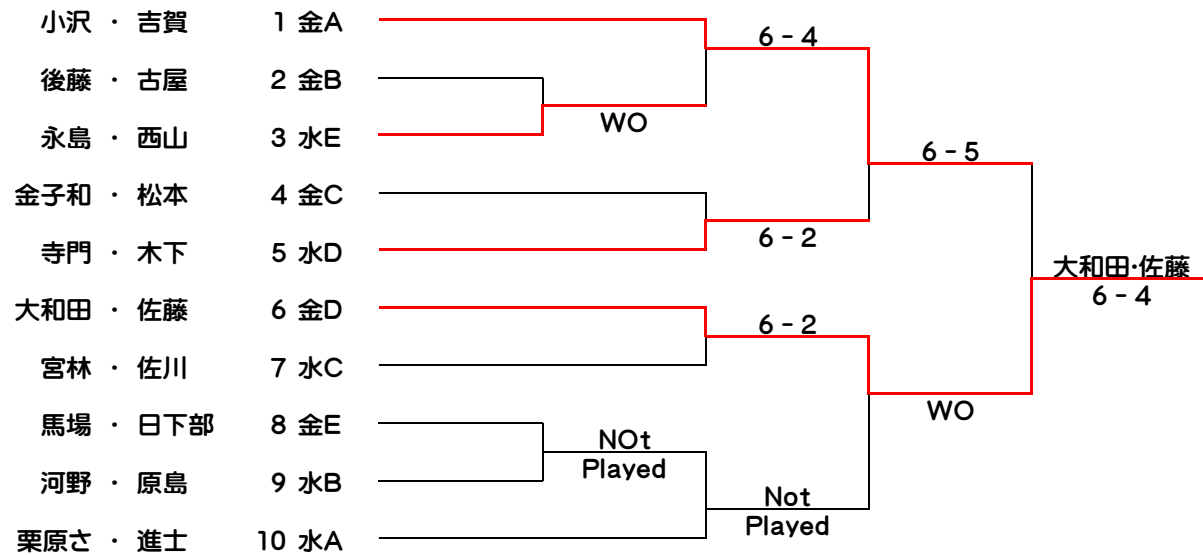 小沢 ・ 吉賀 1 金A
6-4
後藤 ・ 古屋 2 金B
WO
永島 ・ 西山 3 水E
6-5
金子和 ・ 松本 4 金C
6-2
寺門 ・ 木下 5 水D
大和田・佐藤
6-4
大和田 ・ 佐藤 6 金D
6-2
宮林 ・ 佐川 7 水C
WO
馬場 ・ 日下部 8 金E
NOt
Played
河野 ・ 原島 9 水B
Not
Played
栗原さ ・ 進士 10 水A